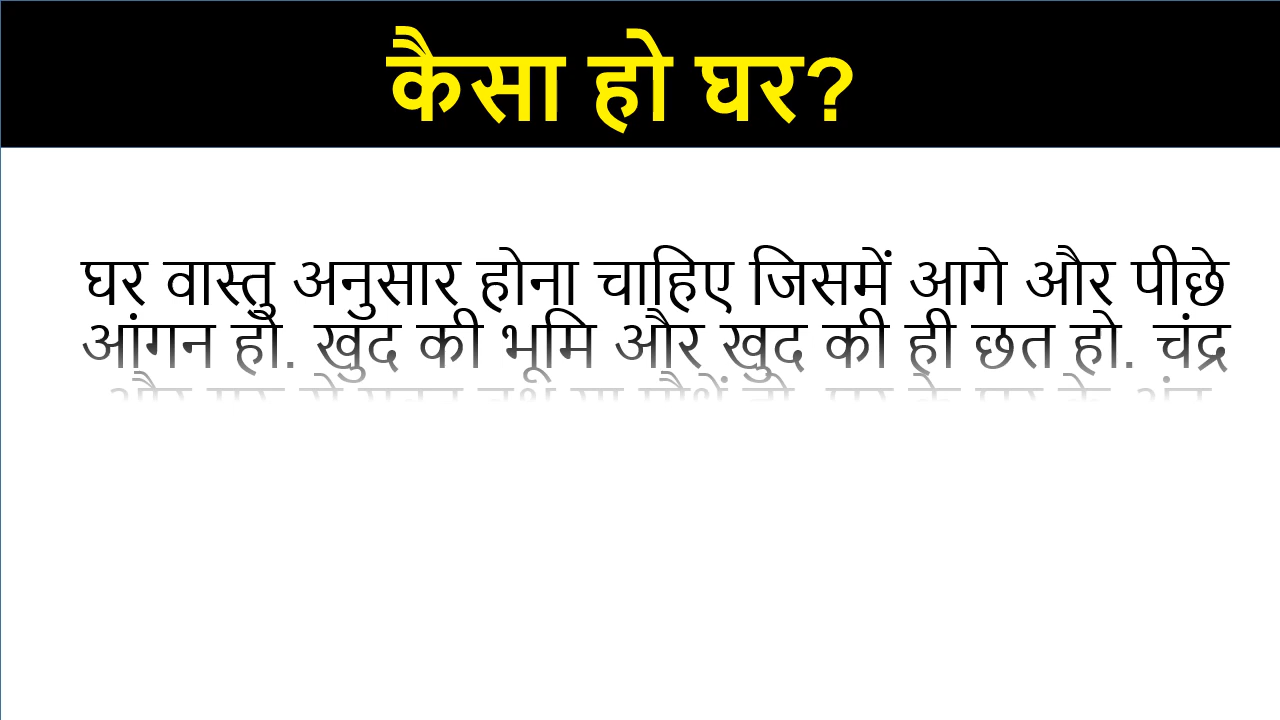 कैसा हो घर?
घर वास्तु अनुसार होना चाहिए जिसमें आगे और पीछे
आंगन हो. खुद की भूमि और खुद की ही छत हो. चंद्र